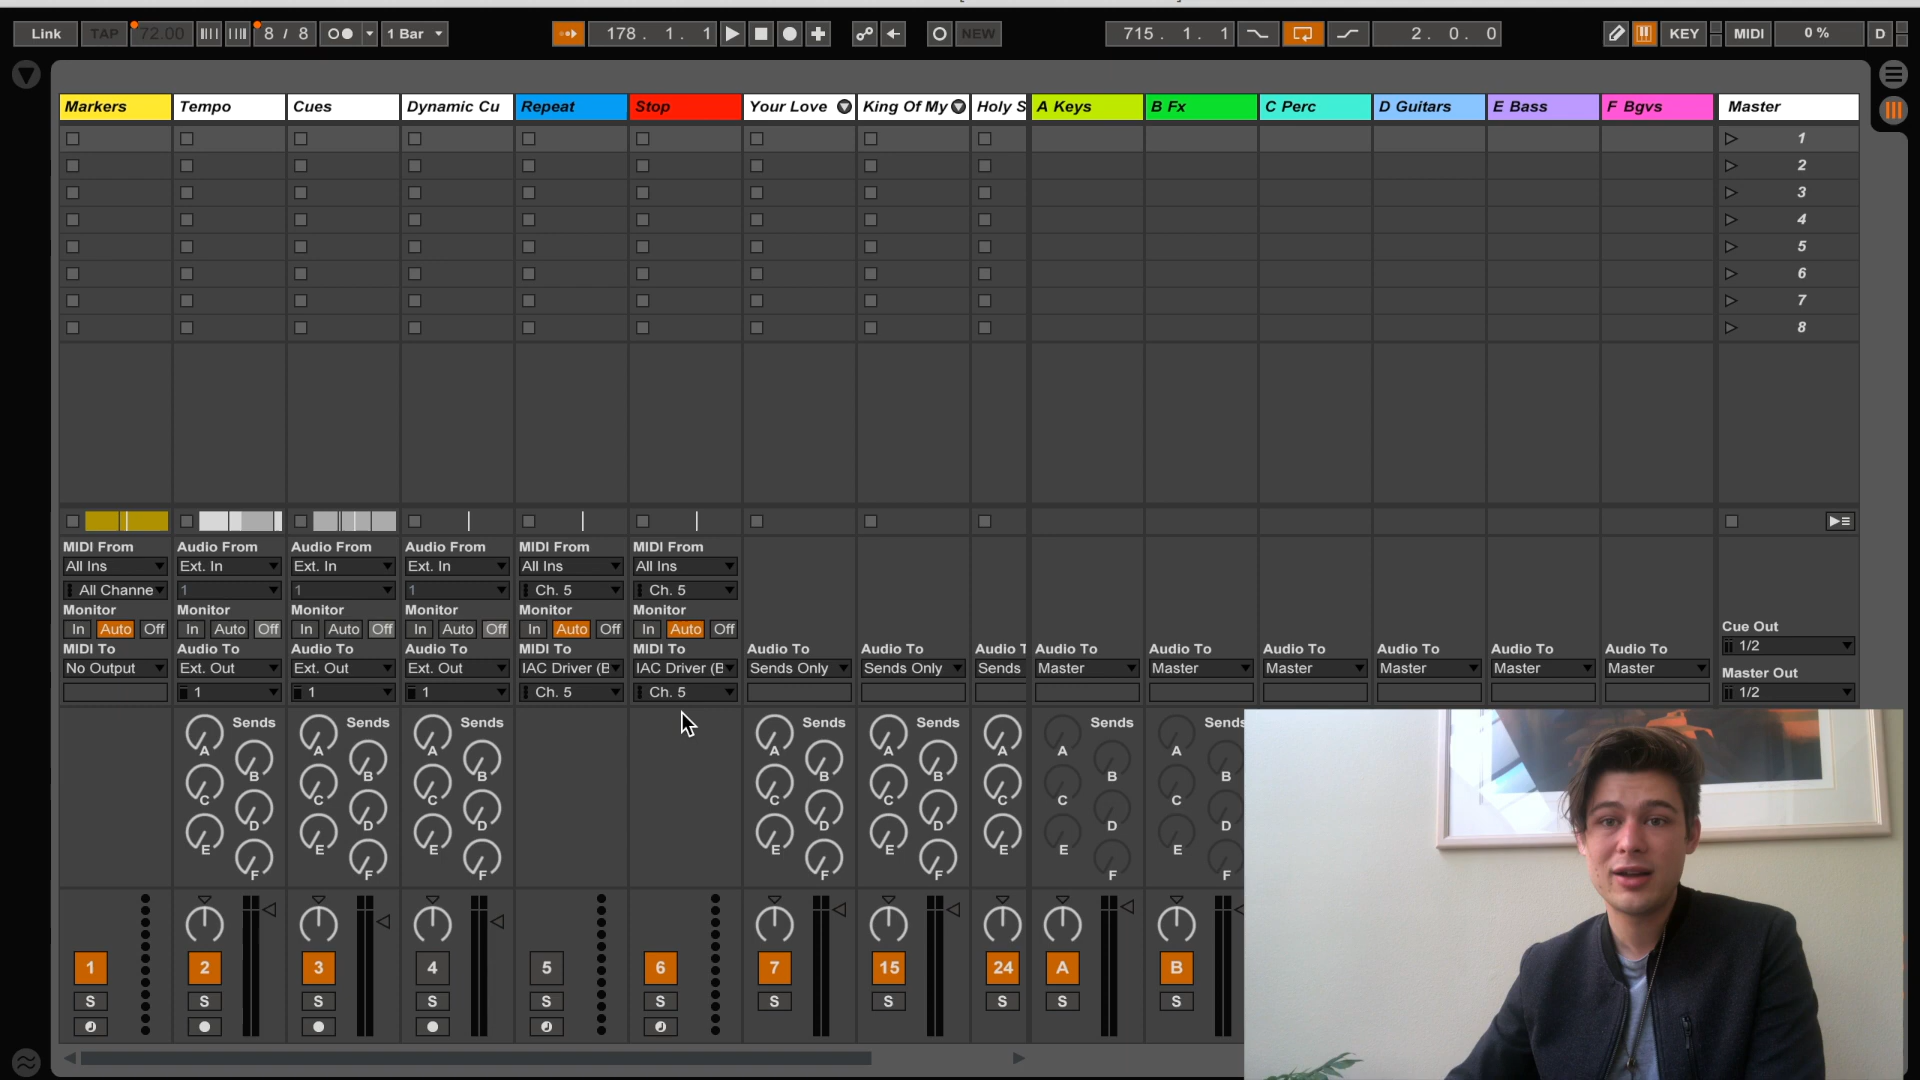 Link TAP 72.00 8 / 8 1 Bar 178. 1. 1 NEW 715. 1. 1 2. 0. 0 KEY MIDI 0 % D
Markers Tempo Cues Dynamic Cu Repeat Stop Your Love King Of My Holy S A Keys B Fx C Perc D Guitars E Bass F Bgvs Master
1
2
3
4
5
6
7
8
MIDI From Audio From Audio From Audio From MIDI From MIDI From
All Ins Ext. In Ext. In Ext. In All Ins All Ins
All Channe 1 1 1 Ch. 5 Ch. 5
Monitor Monitor Monitor Monitor Monitor Monitor
In Auto Off In Auto Off In Auto Off In Auto Off In Auto Off In Auto Off
Cue Out
1/2
MIDI To Audio To Audio To Audio To MIDI To MIDI To Audio To Audio To Audio T Audio To Audio To Audio To Audio To Audio To Audio To
No Output Ext. Out Ext. Out Ext. Out IAC Driver (B IAC Driver (B Sends Only Sends Only Sends Master Master Master Master Master Master
Master Out
1 1 1 Ch. 5 Ch. 5 1/2
Sends Sends Sends Sends Sends Sends Sends
A A A A A A A
B B B B B B B
C C C C C C C
D D D D D D D
E E E E E E E
F F F F F F F
1 2 3 4 5 6 7 15 24 A B
S S S S S S S S S S S